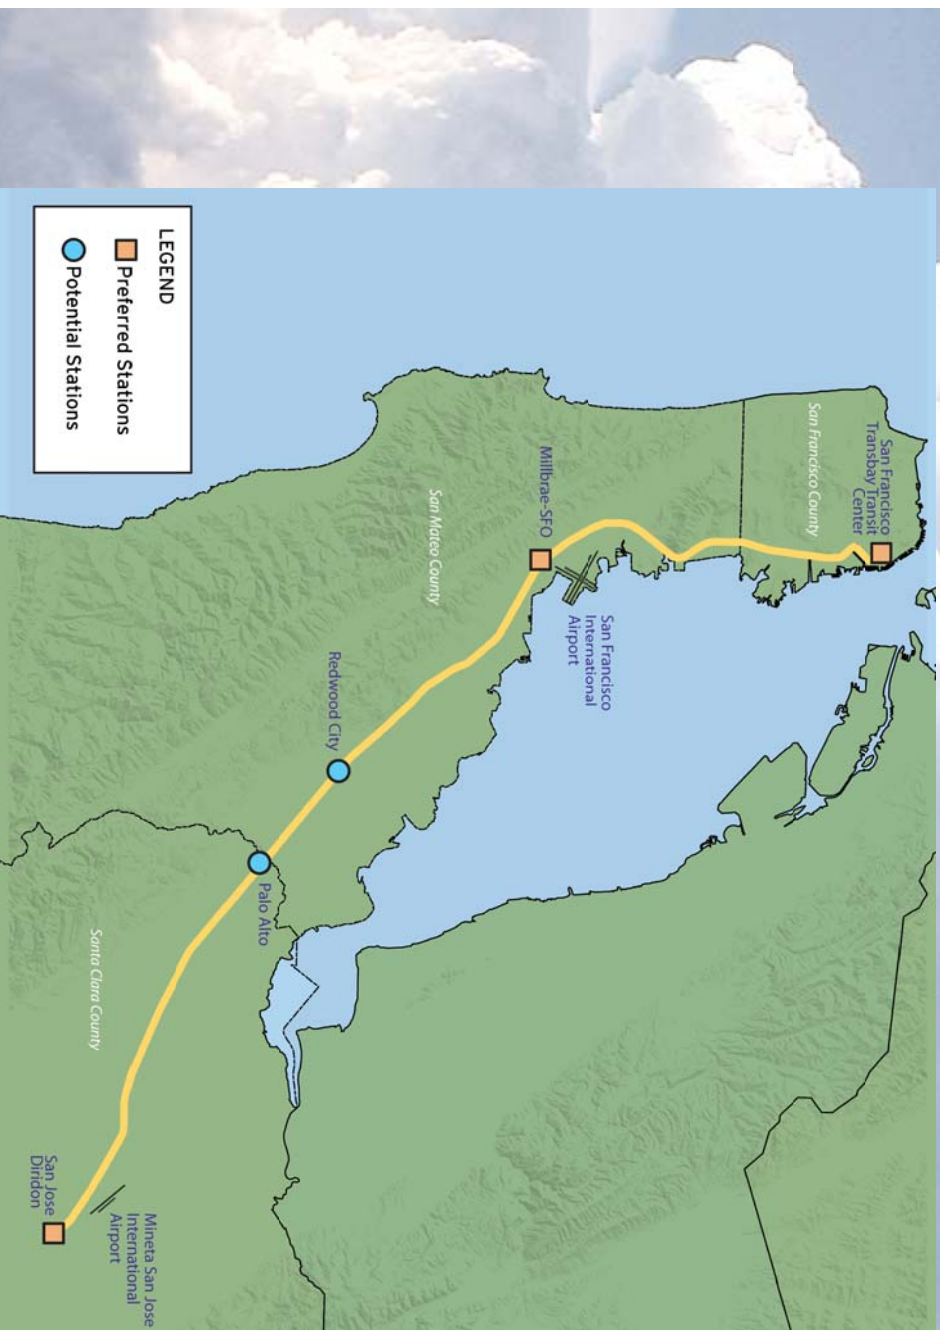 LEGEND
Preferred Stations
Potential Stations
San Francisco
Transbay Transit
Center
San Francisco County
Millbrae-SFO
San Francisco
International
Airport
San Mateo County
Redwood City
Palo Alto
Santa Clara County
San Jose
Diridon
Mineta San Jose
International
Airport